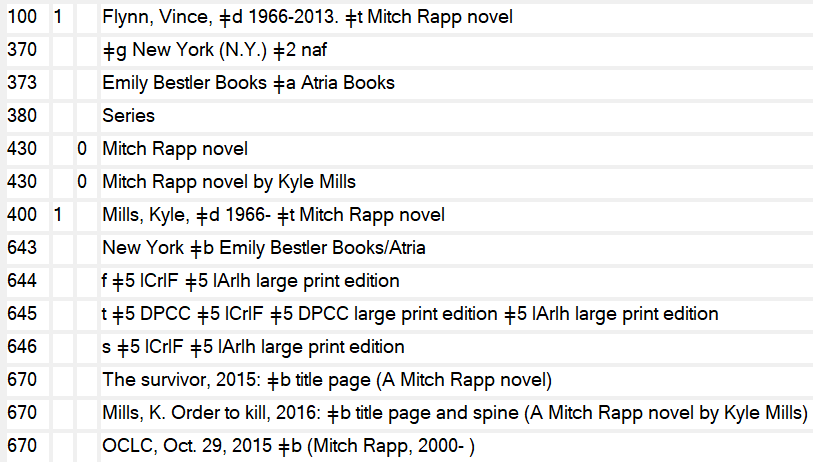 100 1 Flynn, Vince, ǂd 1966-2013. ǂt Mitch Rapp novel
370 ǂg New York (N.Y.) ǂ2 naf
373 Emily Bestler Books ǂa Atria Books
380 Series
430 0 Mitch Rapp novel
430 0 Mitch Rapp novel by Kyle Mills
400 1 Mills, Kyle, ǂd 1966- ǂt Mitch Rapp novel
643 New York ǂb Emily Bestler Books/Atria
644 f ǂ5 ICrlF ǂ5 IArlh large print edition
645 t ǂ5 DPCC ǂ5 ICrlF ǂ5 DPCC large print edition ǂ5 IArlh large print edition
646 s ǂ5 ICrlF ǂ5 IArlh large print edition
670 The survivor, 2015: ǂb title page (A Mitch Rapp novel)
670 Mills, K. Order to kill, 2016: ǂb title page and spine (A Mitch Rapp novel by Kyle Mills)
670 OCLC, Oct. 29, 2015 ǂb (Mitch Rapp, 2000- )